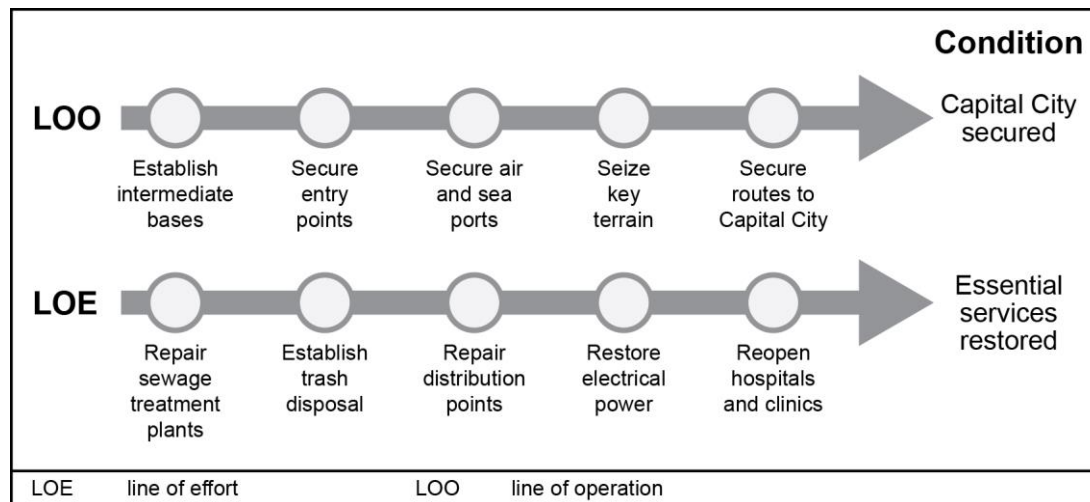 Condition
LOO
Capital City
secured
Establish
intermediate
bases
Secure
entry
points
Secure air
and sea
ports
Seize
key
terrain
Secure
routes to
Capital City
LOE
Essential
services
restored
Repair
sewage
treatment
plants
Establish
trash
disposal
Repair
distribution
points
Restore
electrical
power
Reopen
hospitals
and clinics
LOE line of effort LOO line of operation